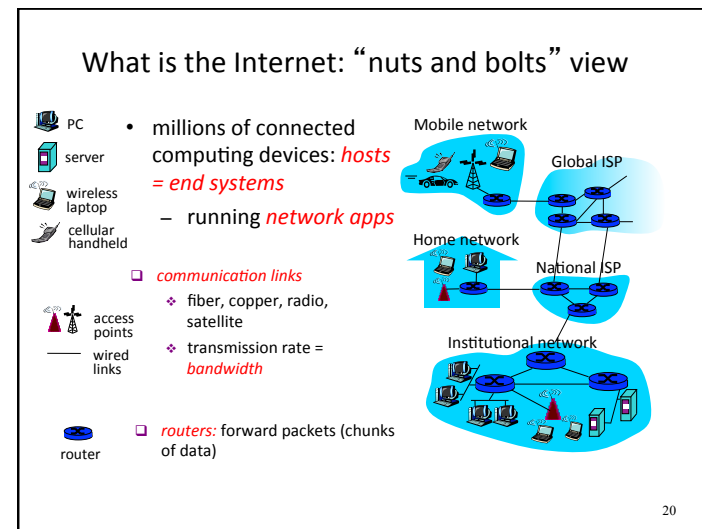 What is the Internet: “nuts and bolts” view
PC
server
wireless
laptop
cellular
handheld
• millions of connected
computing devices: hosts
= end systems
– running network apps
❑ communication links
❖ fiber, copper, radio,
satellite
❖ transmission rate =
bandwidth
access
points
wired
links
router
❑ routers: forward packets (chunks
of data)
Mobile network
Global ISP
Home network
National ISP
Institutional network
20